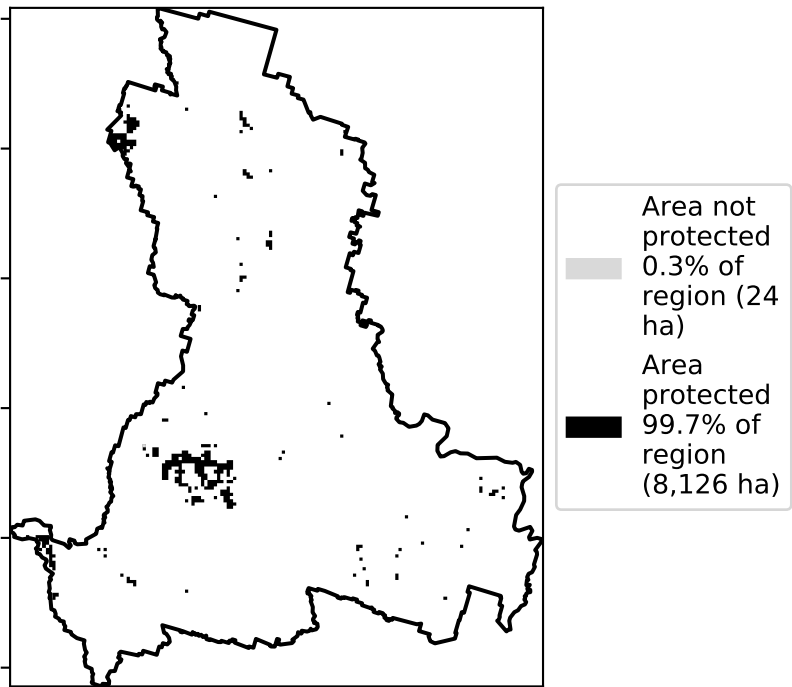 Area not
protected
0.3% of
region (24
ha)
Area
protected
99.7% of
region
(8,126 ha)